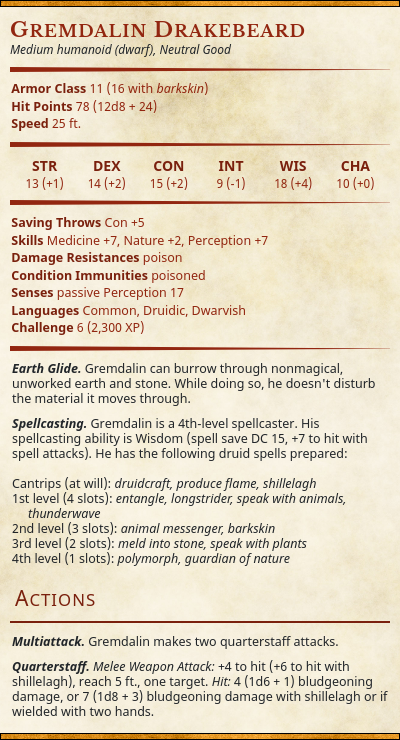 GREMDALIN DRAKEBEARD
Medium humanoid (dwarf), Neutral Good
Armor Class 11 (16 with barkskin)
Hit Points 78 (12d8 + 24)
Speed 25 ft.
STR DEX CON INT WIS CHA
13 (+1) 14 (+2) 15 (+2) 9 (-1) 18 (+4) 10 (+0)
Saving Throws Con +5
Skills Medicine +7, Nature +2, Perception +7
Damage Resistances poison
Condition Immunities poisoned
Senses passive Perception 17
Languages Common, Druidic, Dwarvish
Challenge 6 (2,300 XP)
Earth Glide. Gremdalin can burrow through nonmagical,
unworked earth and stone. While doing so, he doesn't disturb
the material it moves through.
Spellcasting. Gremdalin is a 4th-level spellcaster. His
spellcasting ability is Wisdom (spell save DC 15, +7 to hit with
spell attacks). He has the following druid spells prepared:
Cantrips (at will): druidcraft, produce flame, shillelagh
1st level (4 slots): entangle, longstrider, speak with animals,
thunderwave
2nd level (3 slots): animal messenger, barkskin
3rd level (2 slots): meld into stone, speak with plants
4th level (1 slots): polymorph, guardian of nature
ACTIONS
Multiattack. Gremdalin makes two quarterstaff attacks.
Quarterstaff. Melee Weapon Attack: +4 to hit (+6 to hit with
shillelagh), reach 5 ft., one target. Hit: 4 (1d6 + 1) bludgeoning
damage, or 7 (1d8 + 3) bludgeoning damage with shillelagh or if
wielded with two hands.